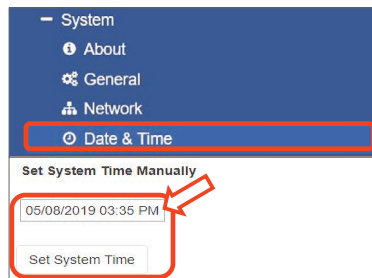 System
About
General
Network
Date & Time
Set System Time Manually
05/08/2019 03:35 PM
Set System Time